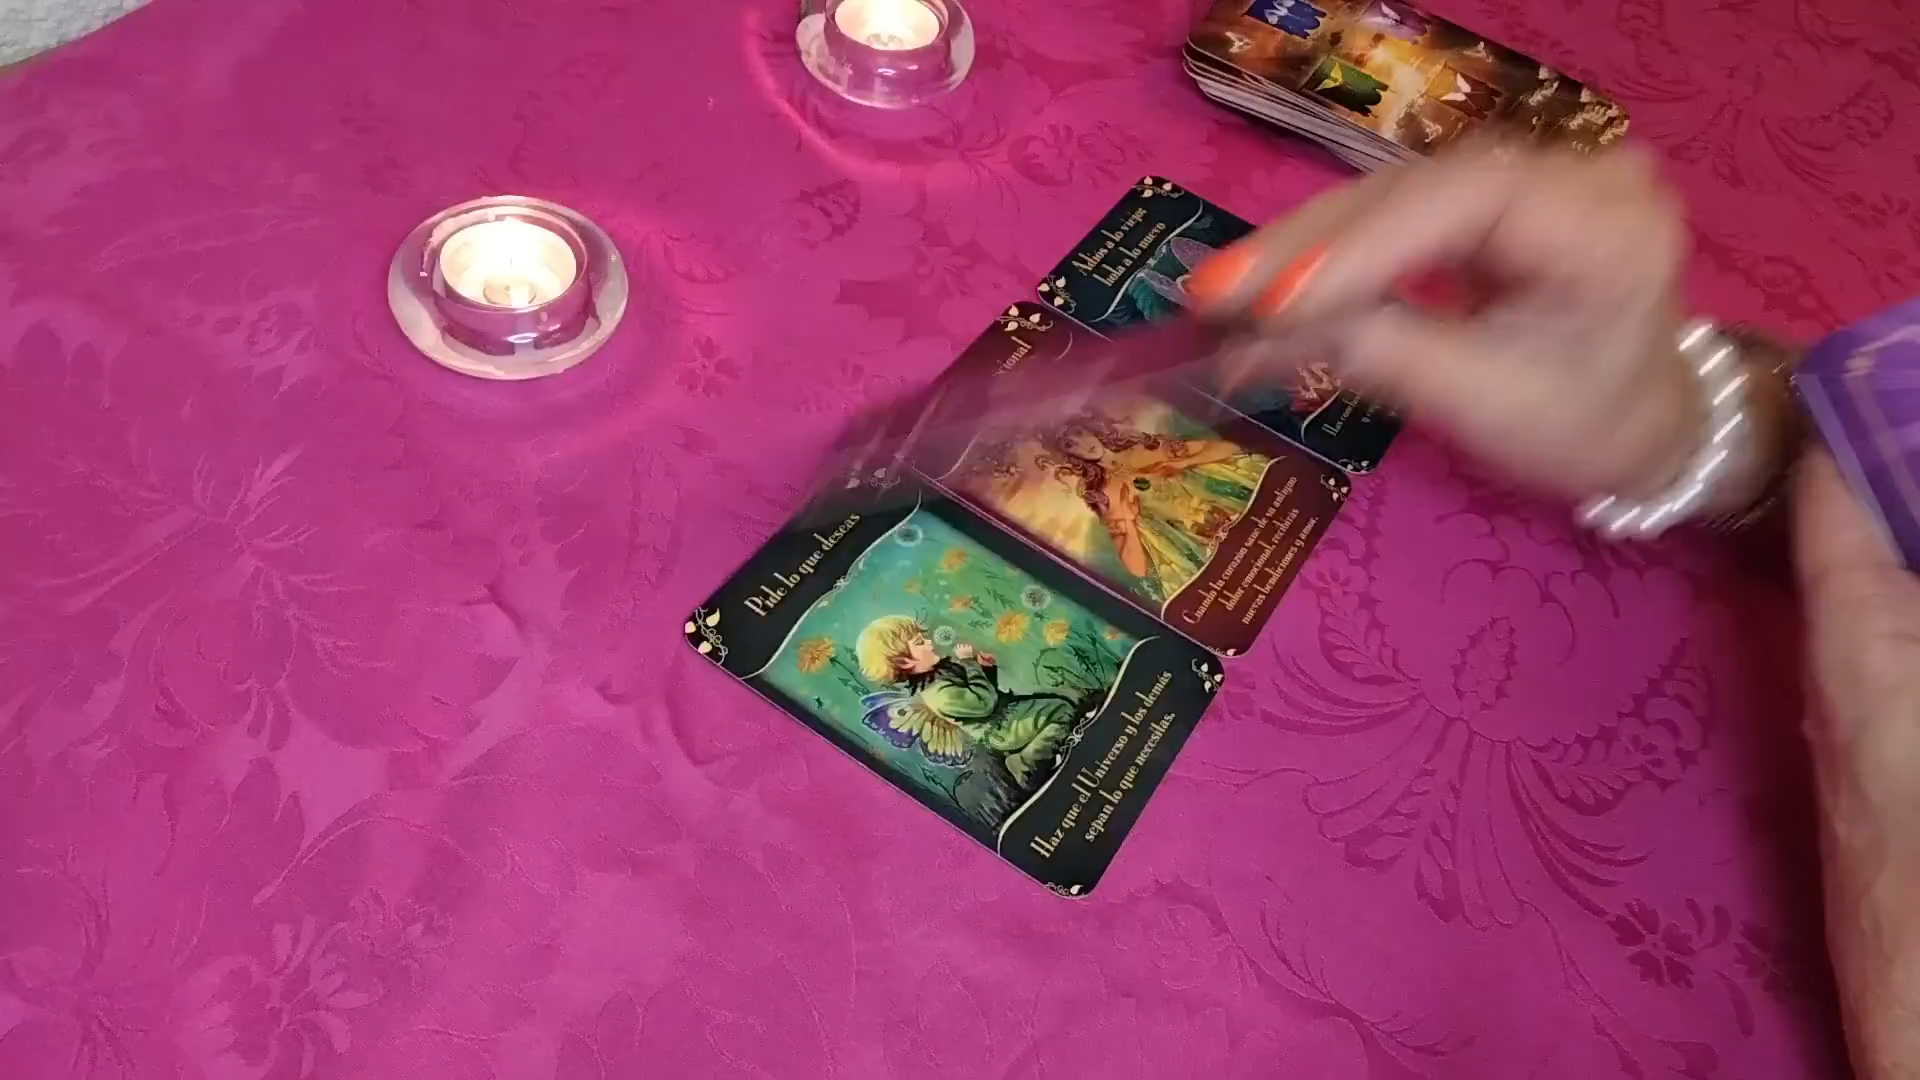 Adiós a lo viejo;
hola a lo nuevo
Cuando tu corazón sane de su antiguo
dolor emocional, recibirás
nuevas bendiciones y amor.
Pide lo que deseas
Haz que el Universo y los demás
sepan lo que necesitas.